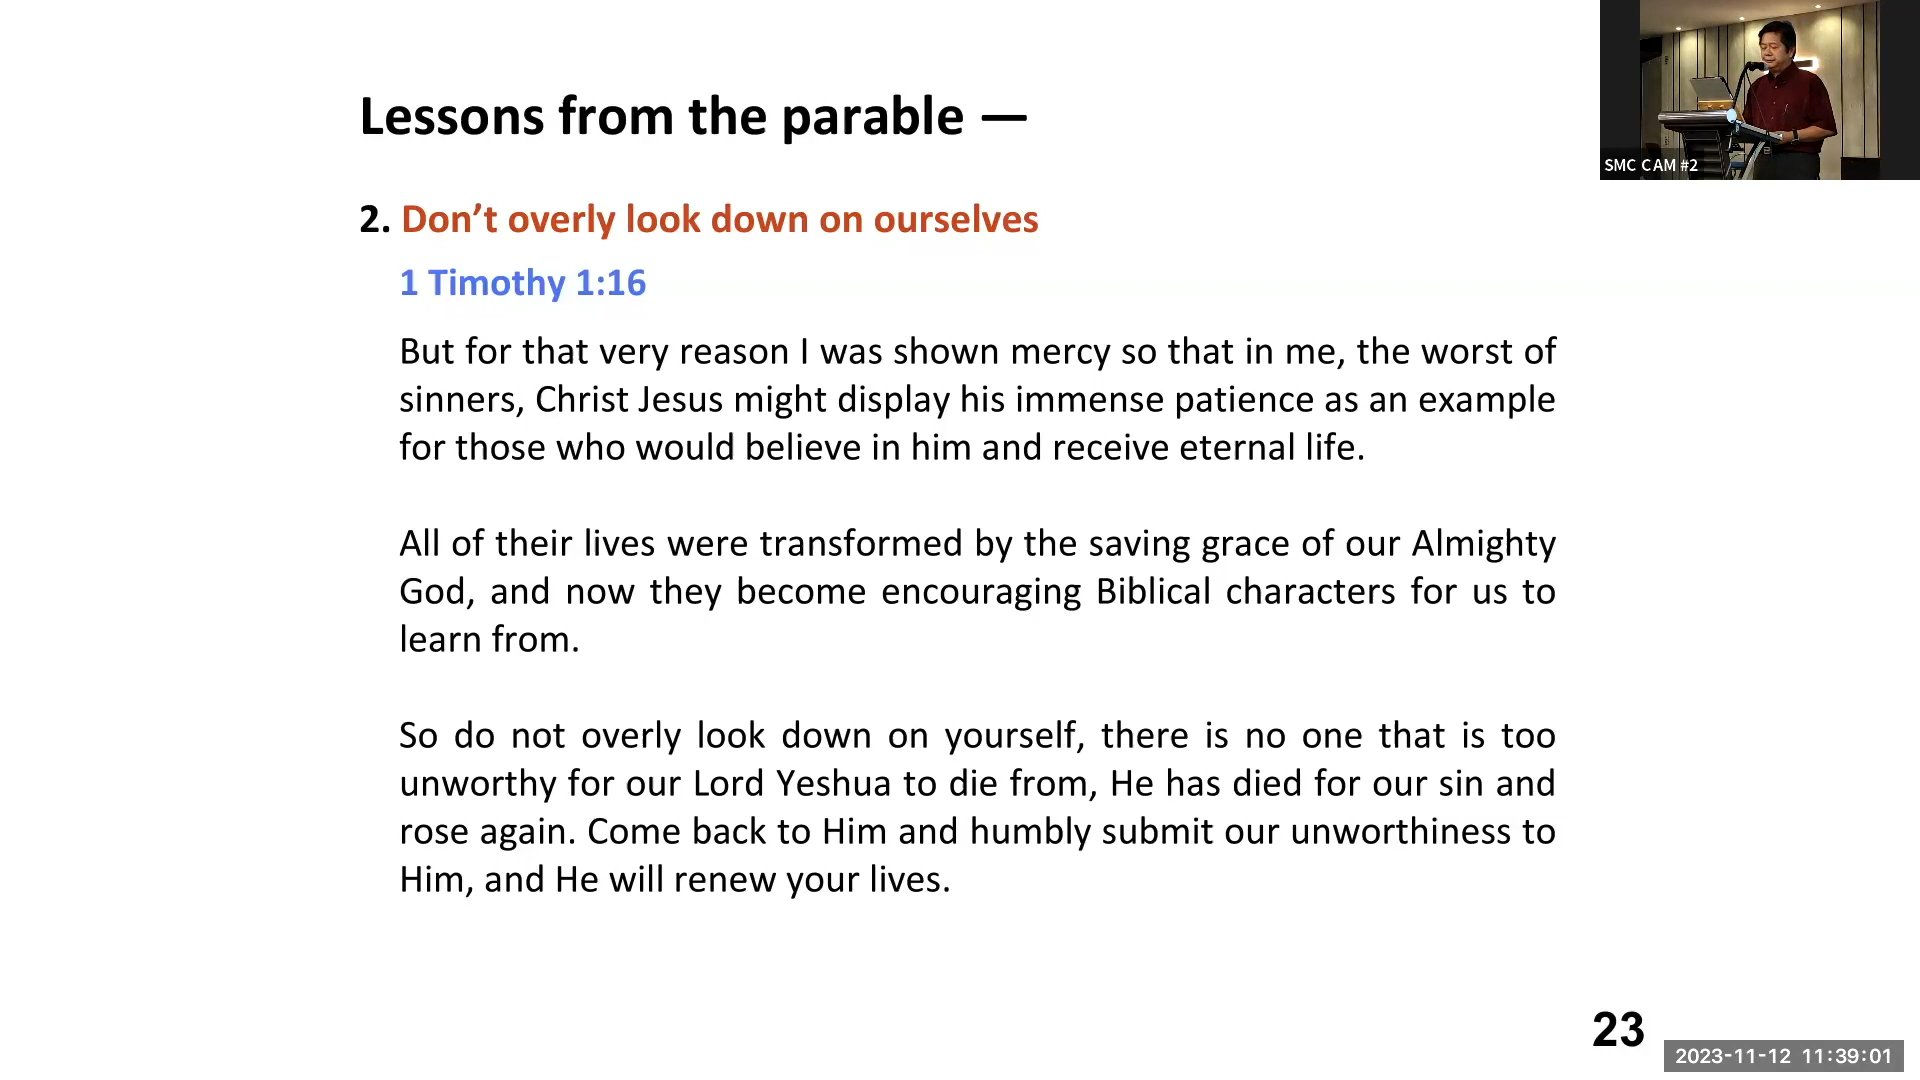 Lessons from the parable —
2. Don’t overly look down on ourselves
1 Timothy 1:16
But for that very reason I was shown mercy so that in me, the worst of
sinners, Christ Jesus might display his immense patience as an example
for those who would believe in him and receive eternal life.
All of their lives were transformed by the saving grace of our Almighty
God, and now they become encouraging Biblical characters for us to
learn from.
So do not overly look down on yourself, there is no one that is too
unworthy for our Lord Yeshua to die from, He has died for our sin and
rose again. Come back to Him and humbly submit our unworthiness to
Him, and He will renew your lives.
SMC CAM #2
23
2023-11-12 11:39:01